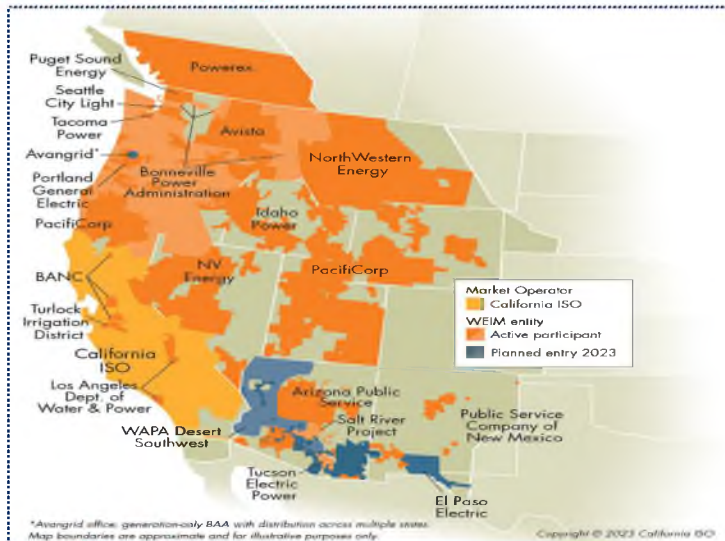 Powerex
Puget Sound
Energy
Seattle
City Light
Tacoma
Power
Avista
Avangrid*
Bonneville
Power
Administration
NorthWestern
Energy
Portland
General
Electric
PacifiCorp
Idaho
Power
BANC
NV
Energy
PacifiCorp
Market Operator
California ISO
WEIM entity
Active participant
Planned entry 2023
Turlock
Irrigation
District
California
ISO
Los Angeles
Dept. of
Water & Power
Arizona Public
Service
WAPA Desert
Southwest
Salt River
Project
Public Service
Company of
New Mexico
Tucson
Electric
Power
El Paso
Electric
*Avangrid office; generation-only BAA with distribution across multiple states.
Map boundaries are approximate and for illustrative purposes only.
Copyright © 2023 California ISO